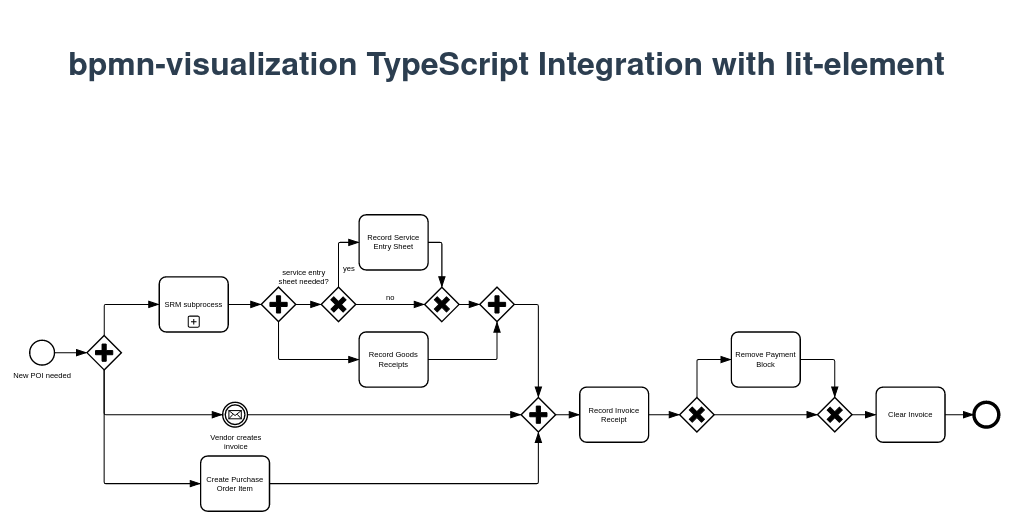 bpmn-visualization TypeScript Integration with lit-element
Record Service
Entry Sheet
service entry
sheet needed?
yes
no
SRM subprocess
Record Goods
Receipts
Remove Payment
Block
New POI needed
Vendor creates
invoice
Record Invoice
Receipt
Clear Invoice
Create Purchase
Order Item